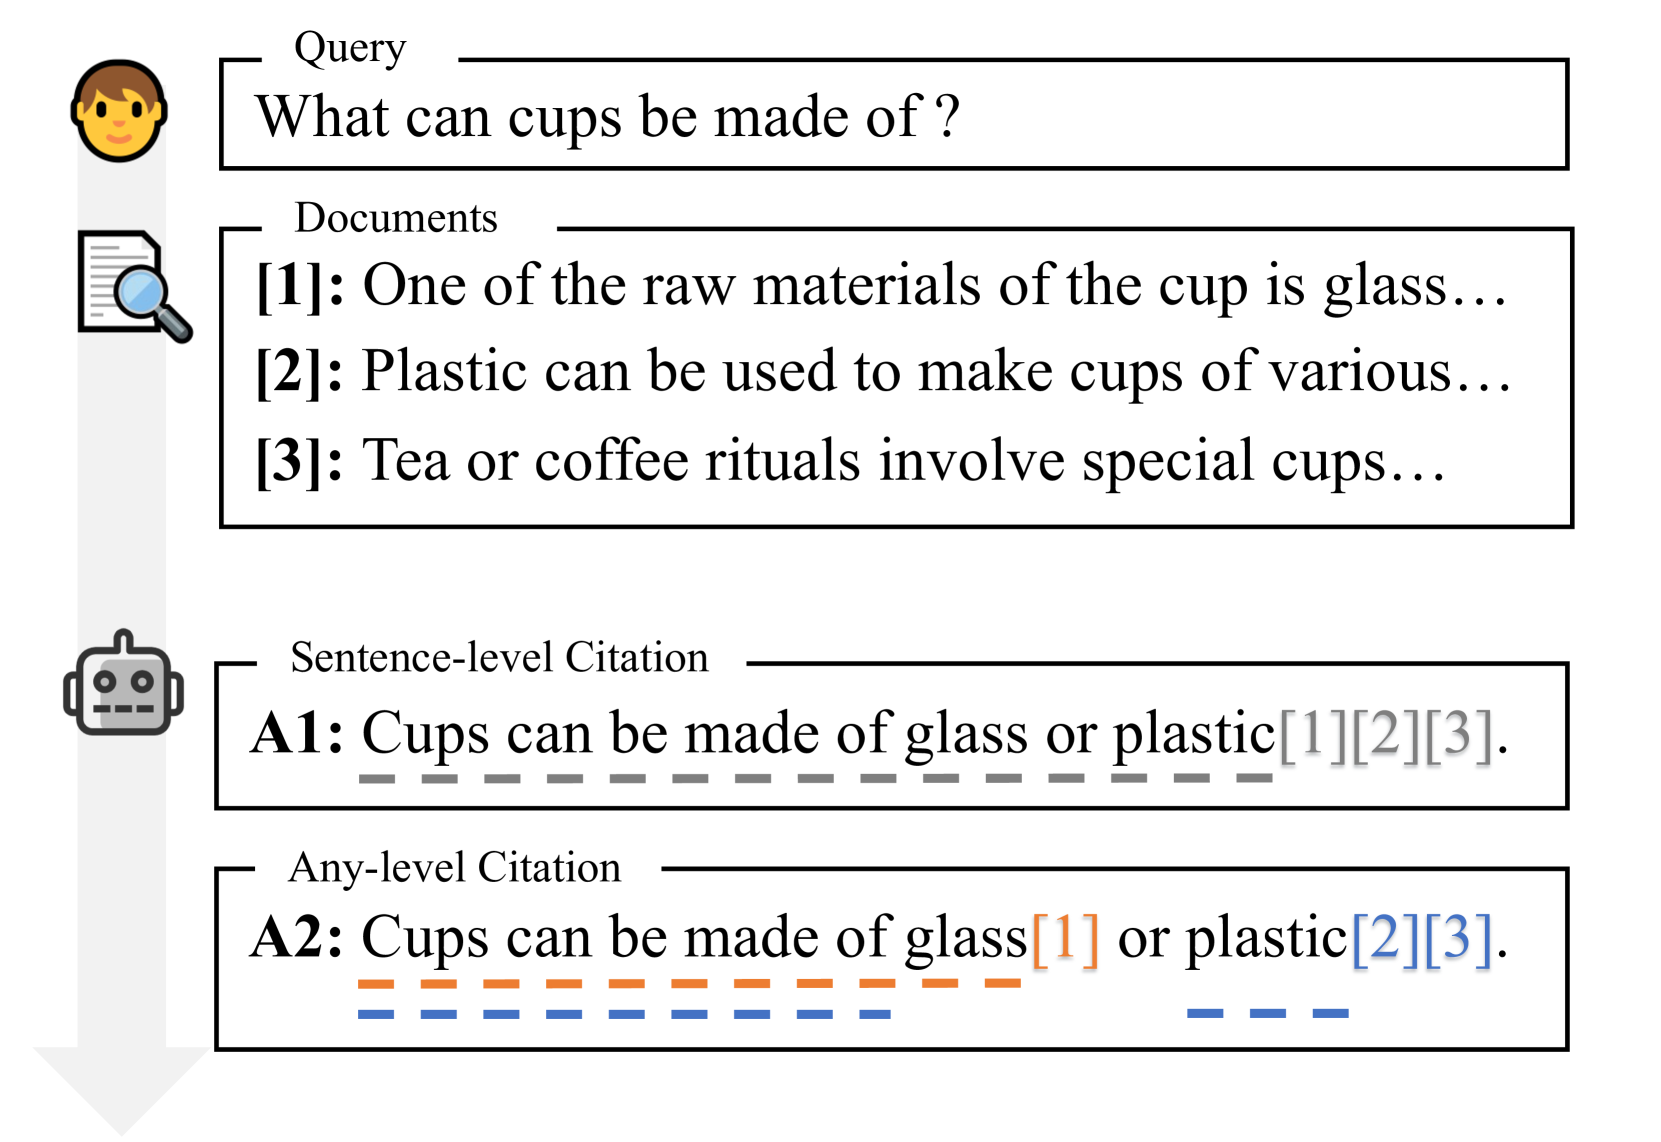 Query
What can cups be made of ?
Documents
[1]: One of the raw materials of the cup is glass…
[2]: Plastic can be used to make cups of various…
[3]: Tea or coffee rituals involve special cups…
Sentence-level Citation
A1: Cups can be made of glass or plastic[1][2][3].
Any-level Citation
A2: Cups can be made of glass[1] or plastic[2][3].